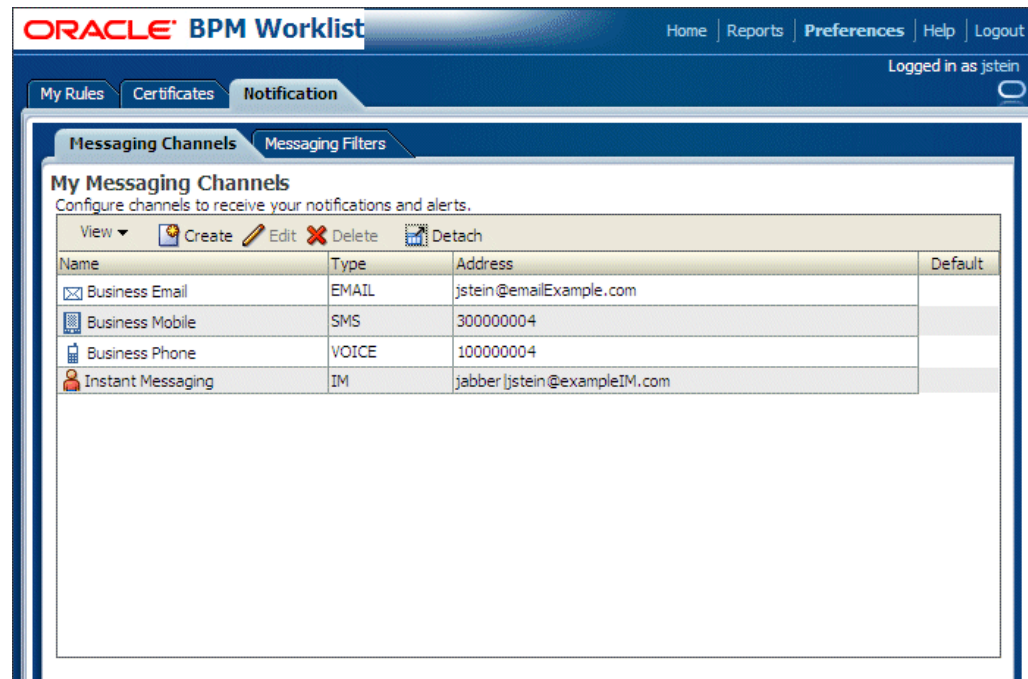 ORACLE BPM Worklist
Home Reports Preferences Help Logout
Logged in as jstein
My Rules Certificates Notification
Messaging Channels Messaging Filters
My Messaging Channels
Configure channels to receive your notifications and alerts.
View Create Edit Delete Detach
Name Type Address Default
Business Email EMAIL jstein@emailExample.com
Business Mobile SMS 300000004
Business Phone VOICE 100000004
Instant Messaging IM jabber|jstein@exampleIM.com